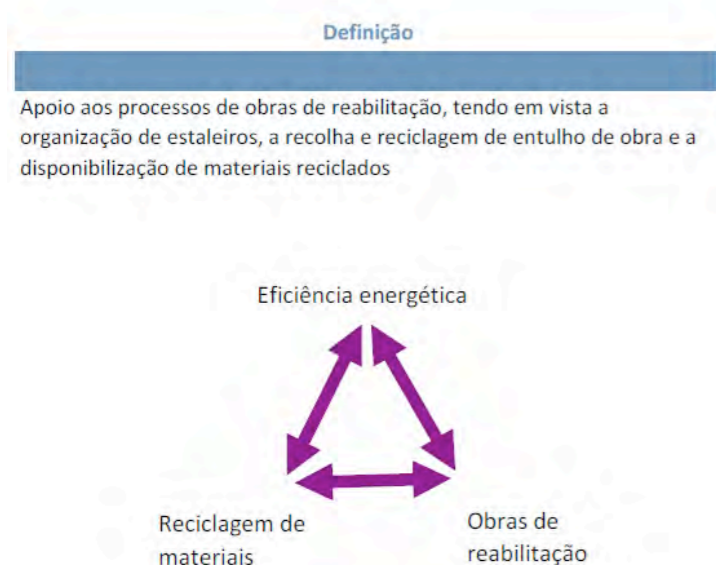 Definição
Apoio aos processos de obras de reabilitação, tendo em vista a
organização de estaleiros, a recolha e reciclagem de entulho de obra e a
disponibilização de materiais reciclados
Eficiência energética
Reciclagem de
materiais
Obras de
reabilitação